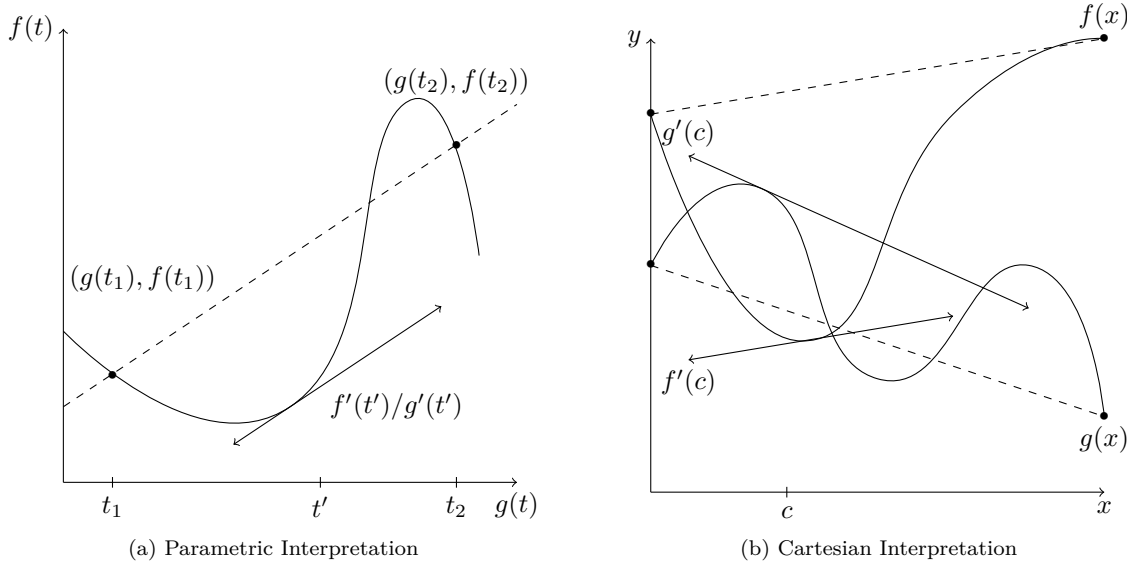 f(t)
(g(t₂), f(t₂))
(g(t₁), f(t₁))
f′(t′)/g′(t′)
t₁
t′
t₂
g(t)
(a) Parametric Interpretation
f(x)
y
g′(c)
f′(c)
g(x)
c
x
(b) Cartesian Interpretation